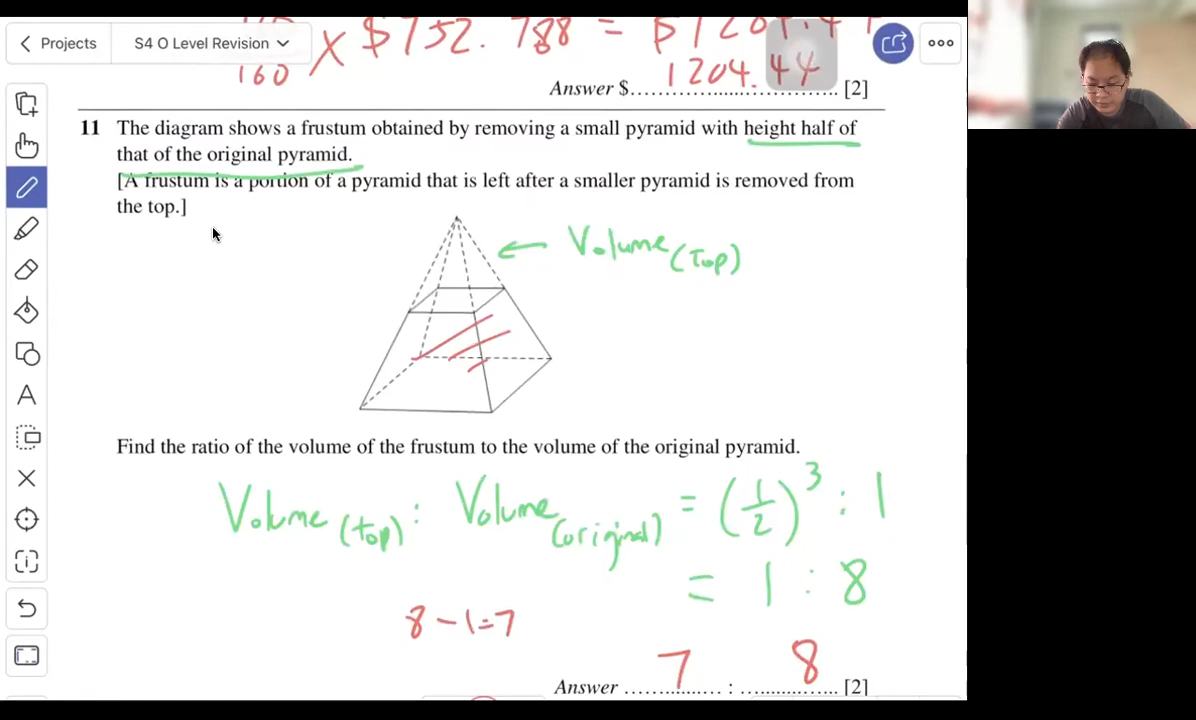 Projects
S4 O Level Revision
160 × $752.788 = $1204.4
1204.44
Answer $........................... [2]
11 The diagram shows a frustum obtained by removing a small pyramid with height half of
that of the original pyramid.
[A frustum is a portion of a pyramid that is left after a smaller pyramid is removed from
the top.]
Volume (Top)
Find the ratio of the volume of the frustum to the volume of the original pyramid.
Volume (top) : Volume (original) = (1/2)³ : 1
= 1 : 8
8 - 1 = 7
7 8
Answer .................. : .................. [2]
A